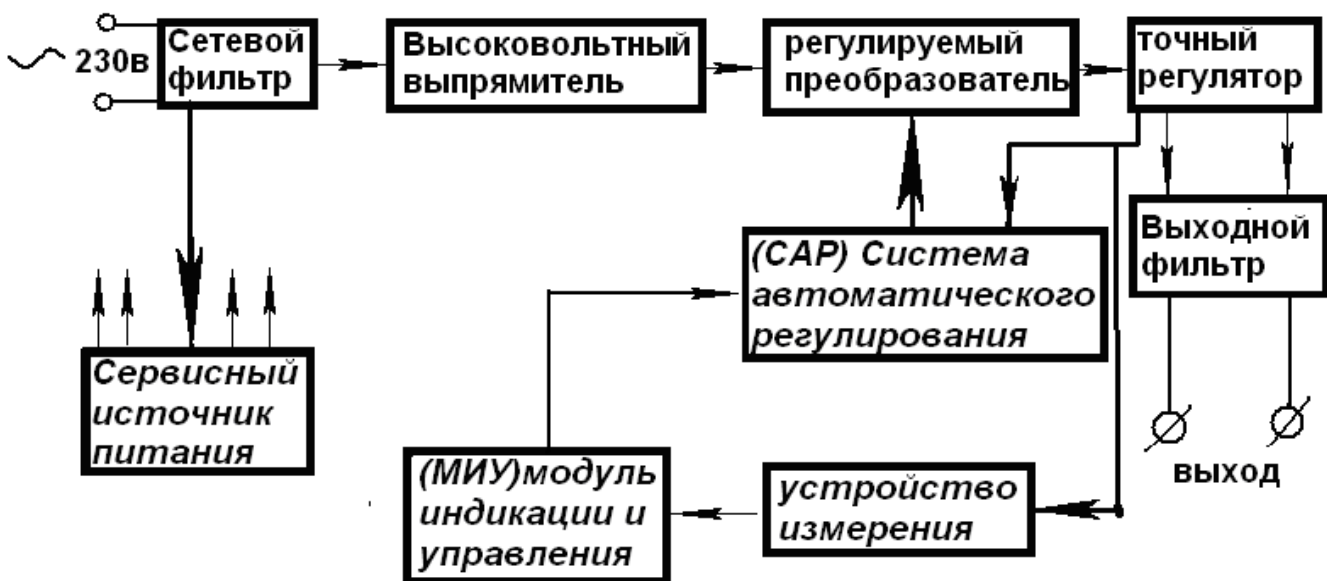 230в
Сетевой
фильтр
Высоковольтный
выпрямитель
регулируемый
преобразователь
точный
регулятор
(САР) Система
автоматического
регулирования
Выходной
фильтр
Сервисный
источник
питания
(МИУ)модуль
индикации и
управления
устройство
измерения
выход